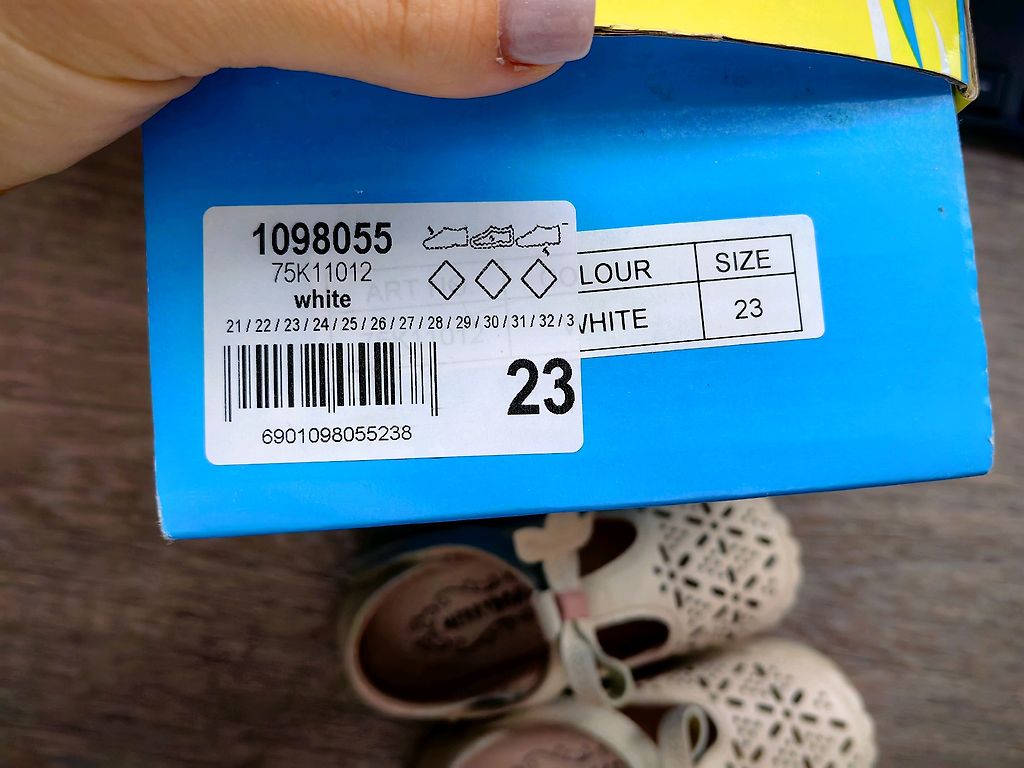 1098055
75K11012
white
21 / 22 / 23 / 24 / 25 / 26 / 27 / 28 / 29 / 30 / 31 / 32 / 3
23
6901098055238
LOUR SIZE
WHITE 23